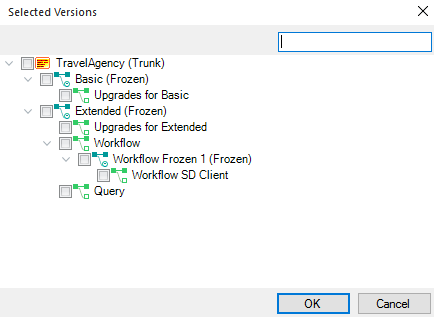 Selected Versions
TravelAgency (Trunk)
Basic (Frozen)
Upgrades for Basic
Extended (Frozen)
Upgrades for Extended
Workflow
Workflow Frozen 1 (Frozen)
Workflow SD Client
Query
OK
Cancel